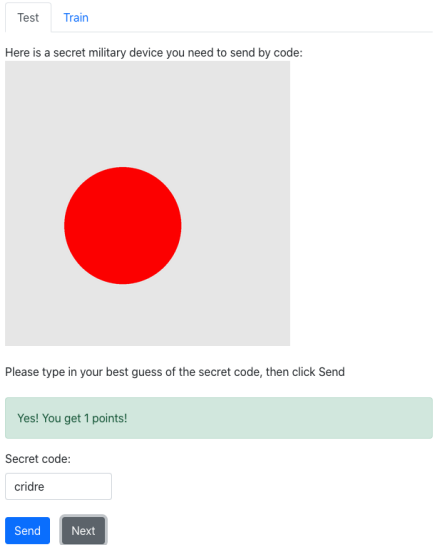 Test Train
Here is a secret military device you need to send by code:
Please type in your best guess of the secret code, then click Send
Yes! You get 1 points!
Secret code:
cridre
Send Next